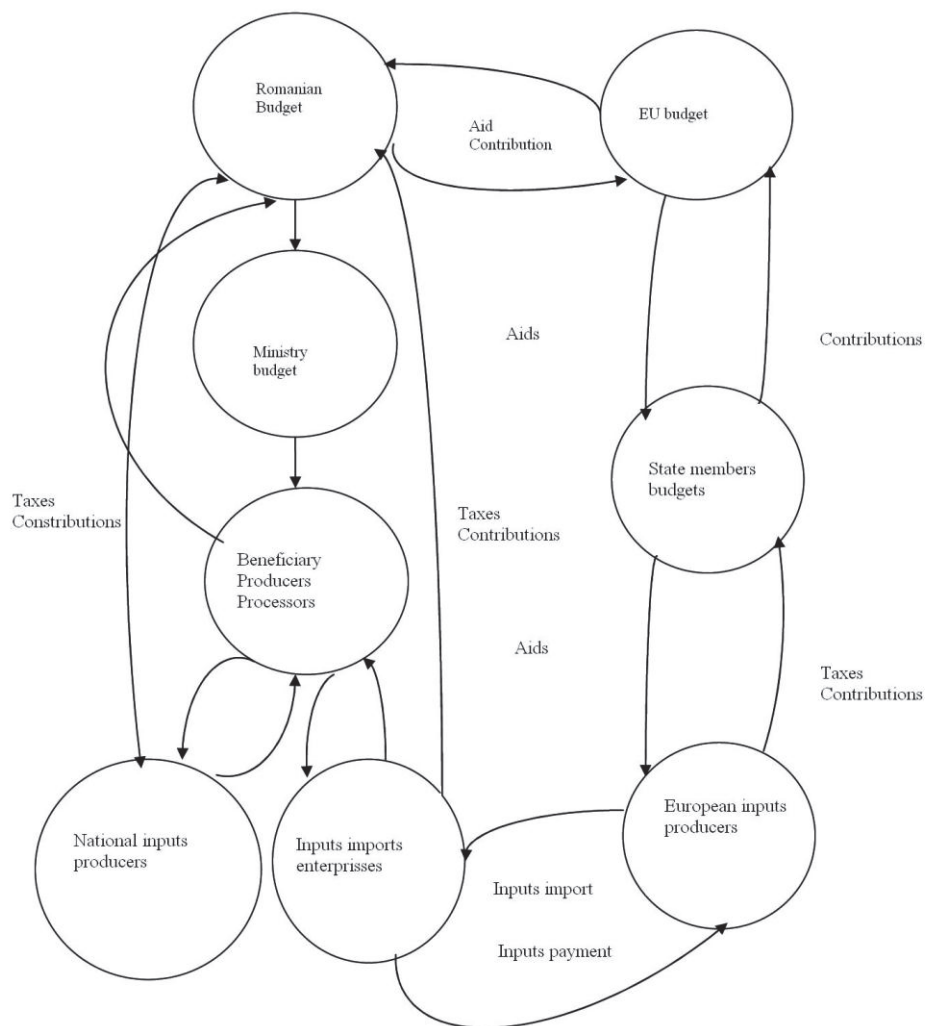 Romanian
Budget
EU budget
Aid
Contribution
Ministry
budget
Aids
Contributions
State members
budgets
Taxes
Constributions
Taxes
Contributions
Beneficiary
Producers
Processors
Aids
Taxes
Contributions
National inputs
producers
Inputs imports
enterprisses
European inputs
producers
Inputs import
Inputs payment